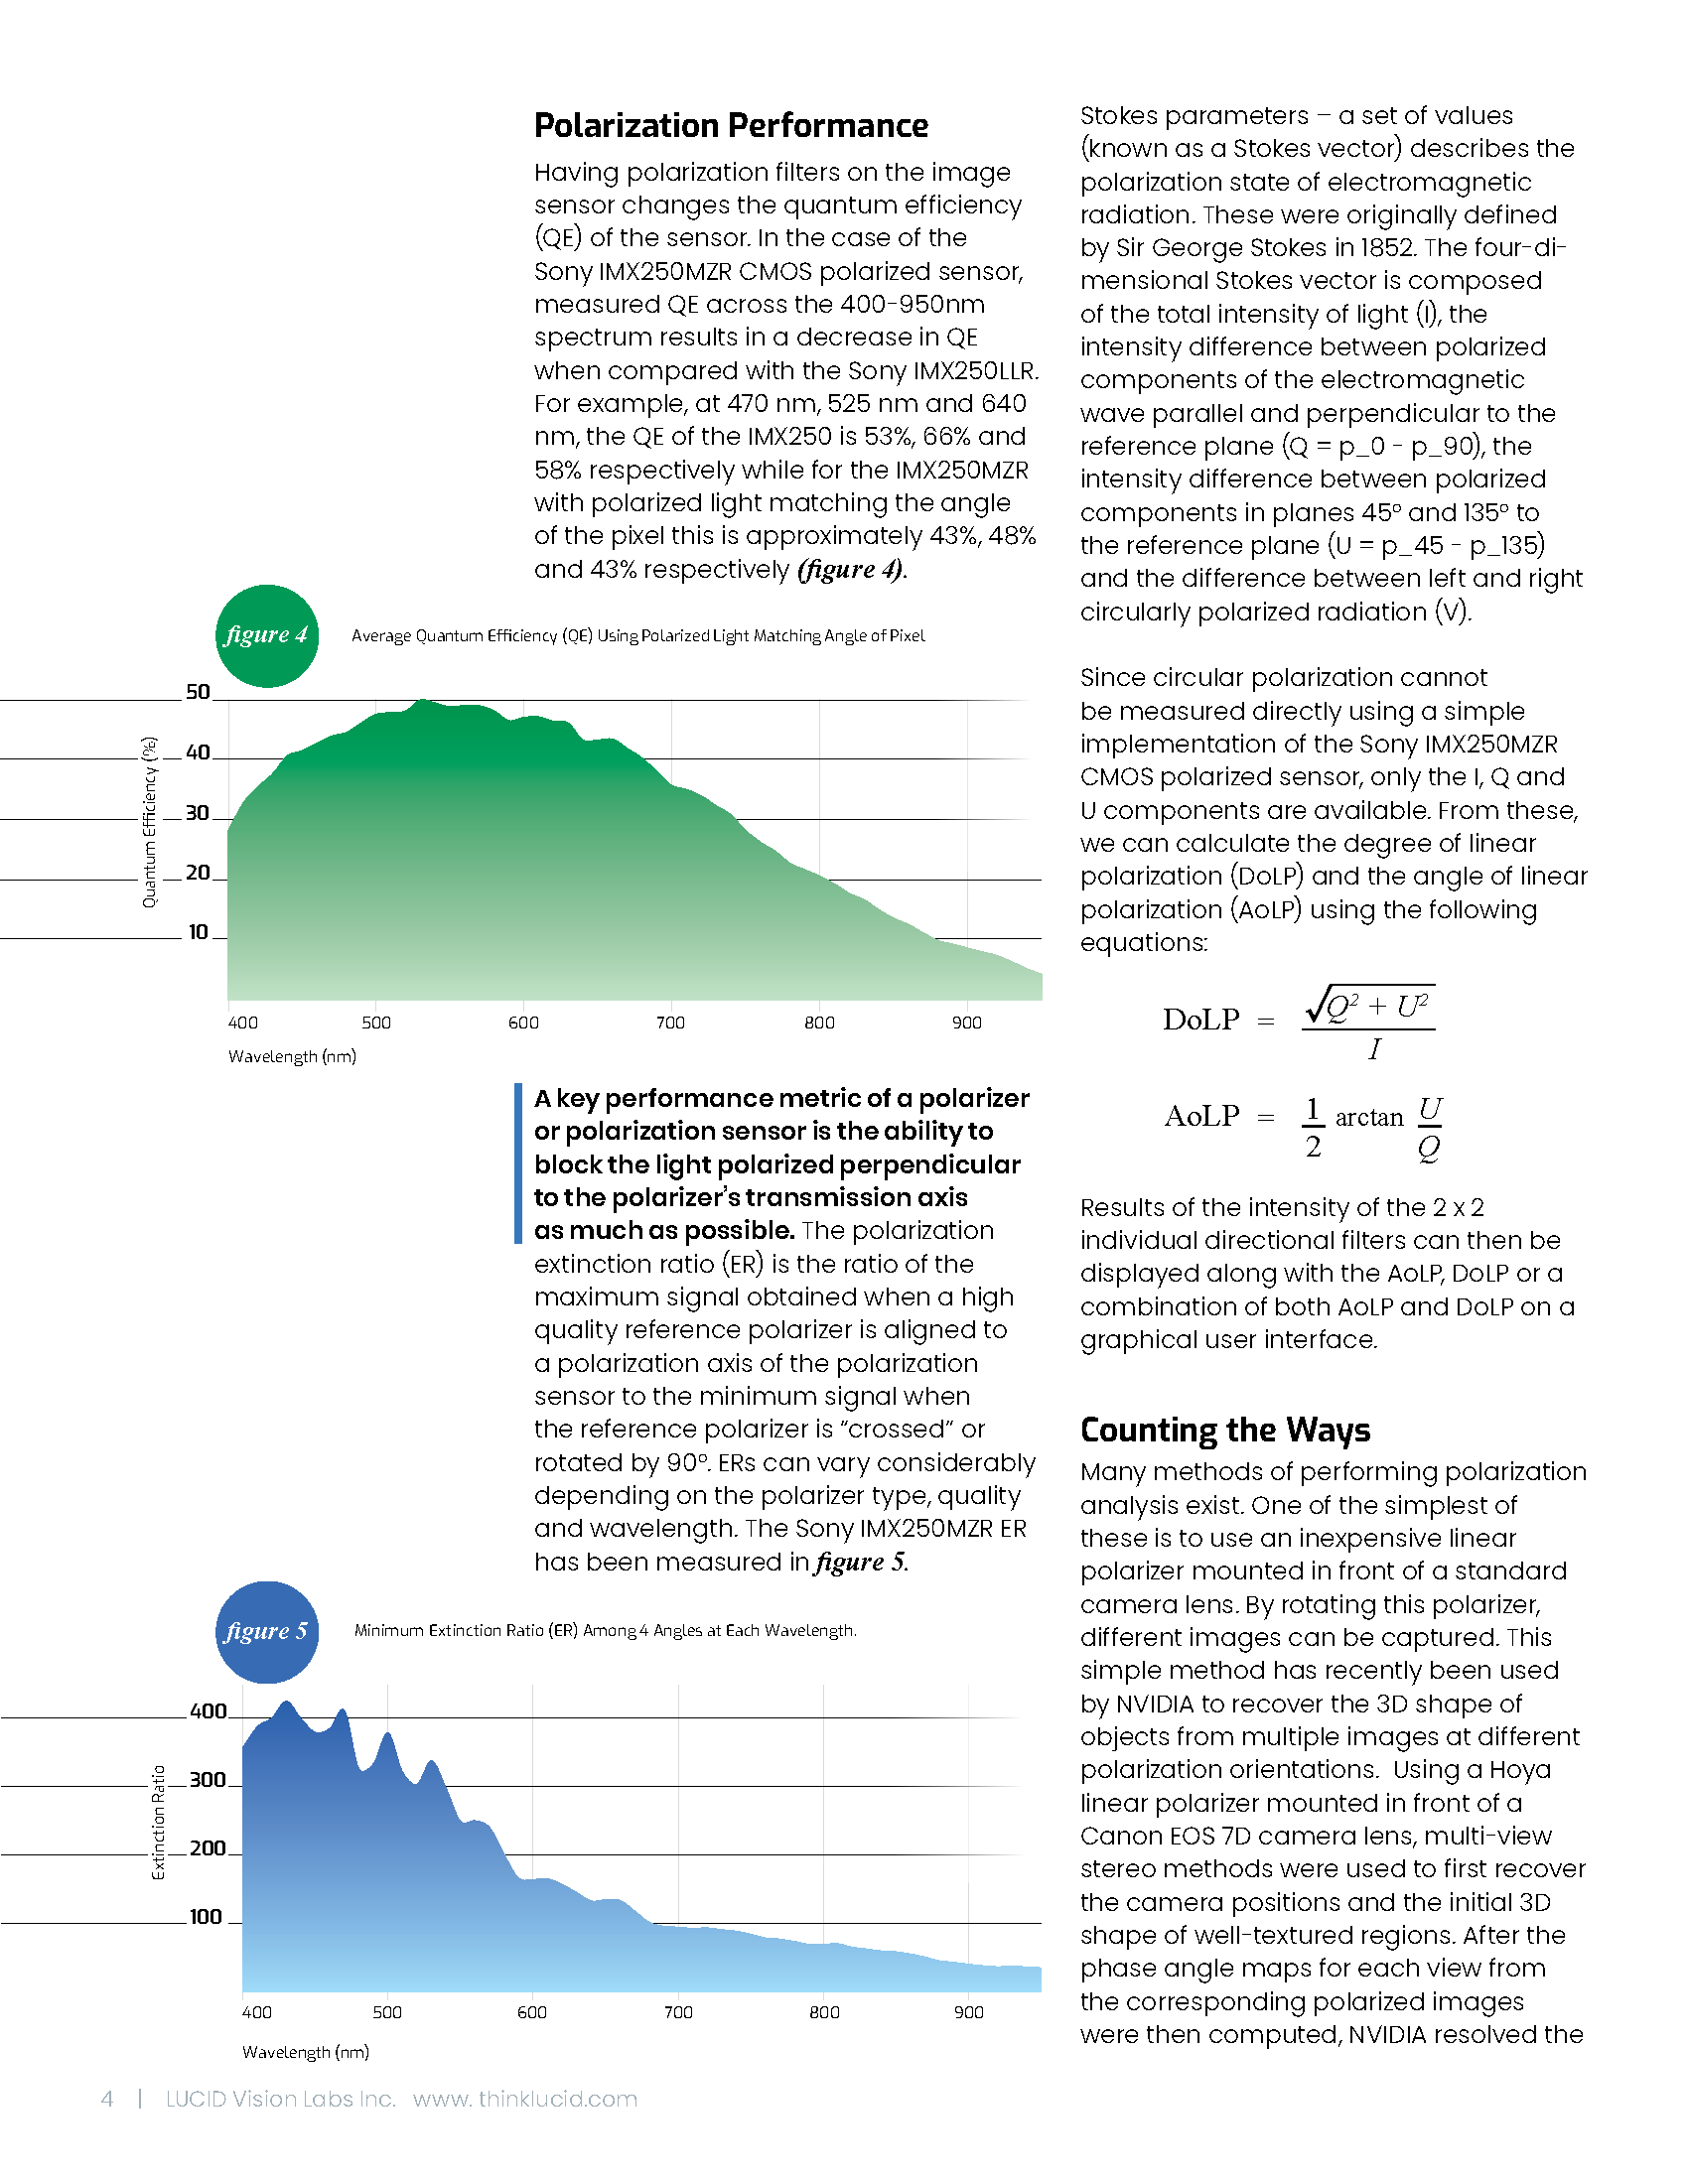 Polarization Performance
Having polarization filters on the image
sensor changes the quantum efficiency
(QE) of the sensor. In the case of the
Sony IMX250MZR CMOS polarized sensor,
measured QE across the 400-950nm
spectrum results in a decrease in QE
when compared with the Sony IMX250LLR.
For example, at 470 nm, 525 nm and 640
nm, the QE of the IMX250 is 53%, 66% and
58% respectively while for the IMX250MZR
with polarized light matching the angle
of the pixel this is approximately 43%, 48%
and 43% respectively (figure 4).
figure 4
Average Quantum Efficiency (QE) Using Polarized Light Matching Angle of Pixel
50
40
30
20
10
Quantum Efficiency (%)
400 500 600 700 800 900
Wavelength (nm)
A key performance metric of a polarizer
or polarization sensor is the ability to
block the light polarized perpendicular
to the polarizer's transmission axis
as much as possible. The polarization
extinction ratio (ER) is the ratio of the
maximum signal obtained when a high
quality reference polarizer is aligned to
a polarization axis of the polarization
sensor to the minimum signal when
the reference polarizer is "crossed" or
rotated by 90º. ERs can vary considerably
depending on the polarizer type, quality
and wavelength. The Sony IMX250MZR ER
has been measured in figure 5.
figure 5
Minimum Extinction Ratio (ER) Among 4 Angles at Each Wavelength.
400
300
200
100
Extinction Ratio
400 500 600 700 800 900
Wavelength (nm)
Stokes parameters – a set of values
(known as a Stokes vector) describes the
polarization state of electromagnetic
radiation. These were originally defined
by Sir George Stokes in 1852. The four-di-
mensional Stokes vector is composed
of the total intensity of light (I), the
intensity difference between polarized
components of the electromagnetic
wave parallel and perpendicular to the
reference plane (Q = p_0 - p_90), the
intensity difference between polarized
components in planes 45º and 135º to
the reference plane (U = p_45 - p_135)
and the difference between left and right
circularly polarized radiation (V).
Since circular polarization cannot
be measured directly using a simple
implementation of the Sony IMX250MZR
CMOS polarized sensor, only the I, Q and
U components are available. From these,
we can calculate the degree of linear
polarization (DoLP) and the angle of linear
polarization (AoLP) using the following
equations:
DoLP = √Q² + U² / I
AoLP = 1/2 arctan U/Q
Results of the intensity of the 2 x 2
individual directional filters can then be
displayed along with the AoLP, DoLP or a
combination of both AoLP and DoLP on a
graphical user interface.
Counting the Ways
Many methods of performing polarization
analysis exist. One of the simplest of
these is to use an inexpensive linear
polarizer mounted in front of a standard
camera lens. By rotating this polarizer,
different images can be captured. This
simple method has recently been used
by NVIDIA to recover the 3D shape of
objects from multiple images at different
polarization orientations. Using a Hoya
linear polarizer mounted in front of a
Canon EOS 7D camera lens, multi-view
stereo methods were used to first recover
the camera positions and the initial 3D
shape of well-textured regions. After the
phase angle maps for each view from
the corresponding polarized images
were then computed, NVIDIA resolved the
4 | LUCID Vision Labs Inc. www. thinklucid.com